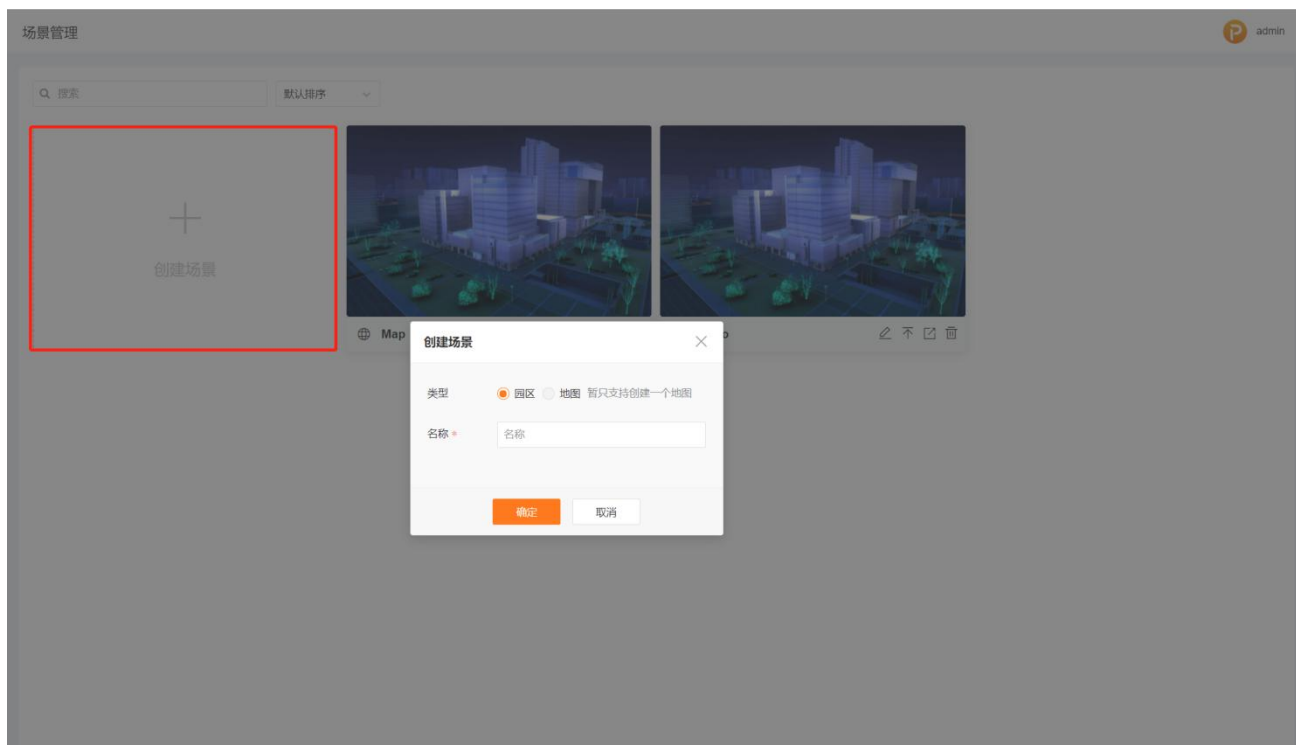 场景管理
admin
搜索
默认排序
创建场景
Map
创建场景
类型
园区 地图 暂只支持创建一个地图
名称 *
名称
确定 取消